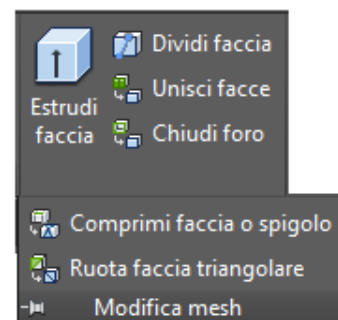 Estrudi
faccia
Dividi faccia
Unisci facce
Chiudi foro
Comprimi faccia o spigolo
Ruota faccia triangolare
Modifica mesh